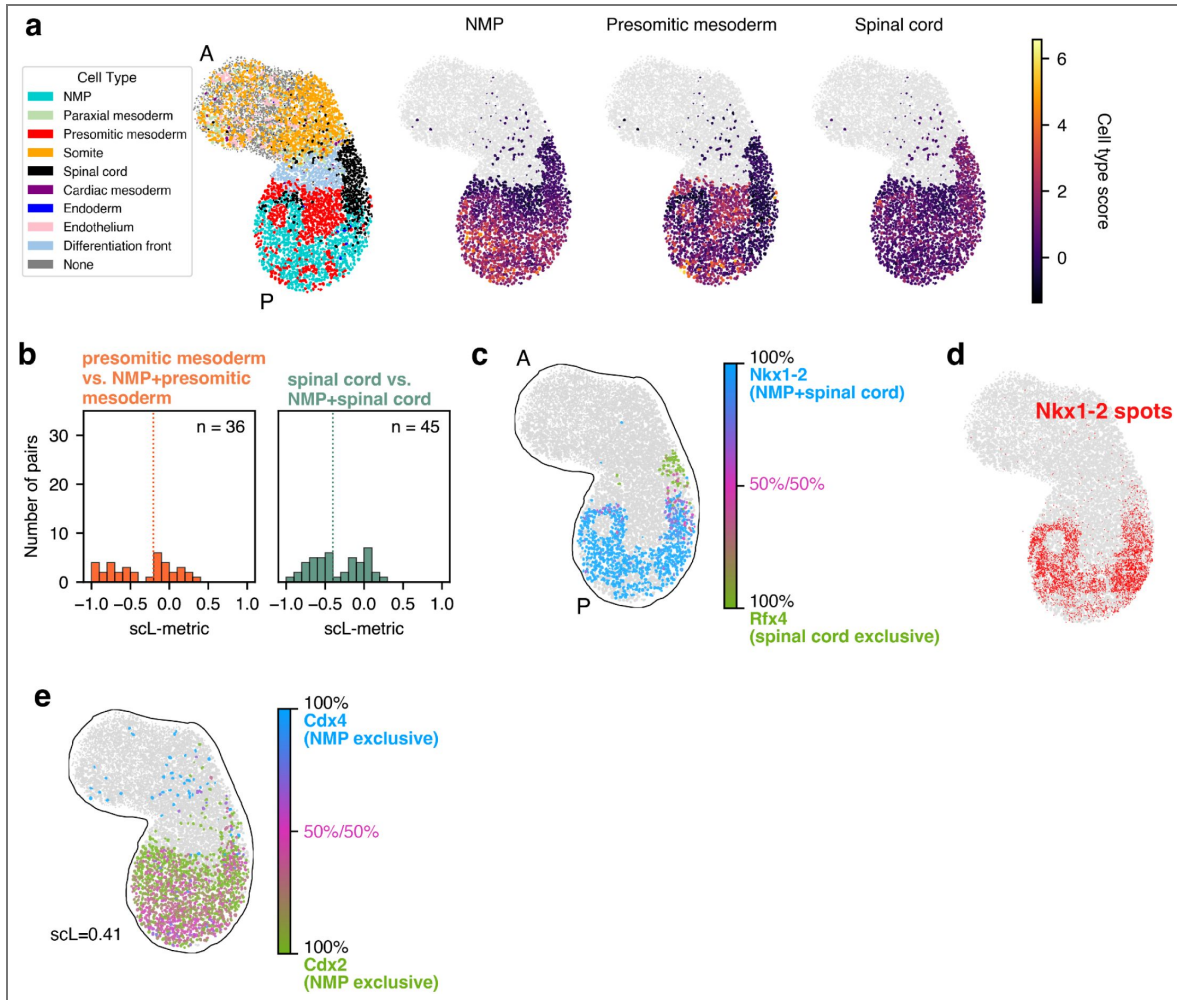 a
A
Cell Type
NMP
Paraxial mesoderm
Presomitic mesoderm
Somite
Spinal cord
Cardiac mesoderm
Endoderm
Endothelium
Differentiation front
None
P
NMP
Presomitic mesoderm
Spinal cord
6
4
2
0
Cell type score
b
presomitic mesoderm
vs. NMP+presomitic
mesoderm
n = 36
Number of pairs
30
20
10
0
−1.0 −0.5 0.0 0.5 1.0
scL-metric
spinal cord vs.
NMP+spinal cord
n = 45
−1.0 −0.5 0.0 0.5 1.0
scL-metric
c
A
P
100%
Nkx1-2
(NMP+spinal cord)
50%/50%
100%
Rfx4
(spinal cord exclusive)
d
Nkx1-2 spots
e
scL=0.41
100%
Cdx4
(NMP exclusive)
50%/50%
100%
Cdx2
(NMP exclusive)